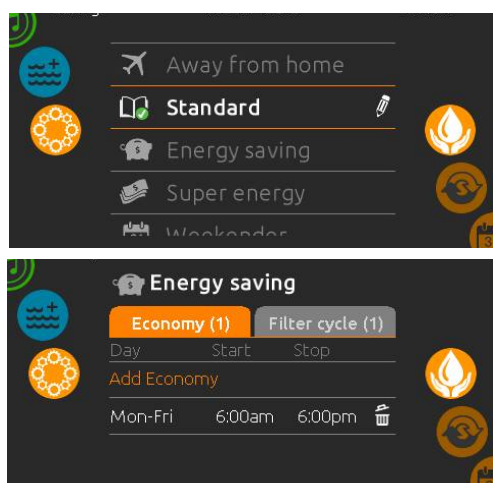 Away from home
Standard
Energy saving
Super energy
Weekender
Energy saving
Economy (1) Filter cycle (1)
Day Start Stop
Add Economy
Mon-Fri 6:00am 6:00pm